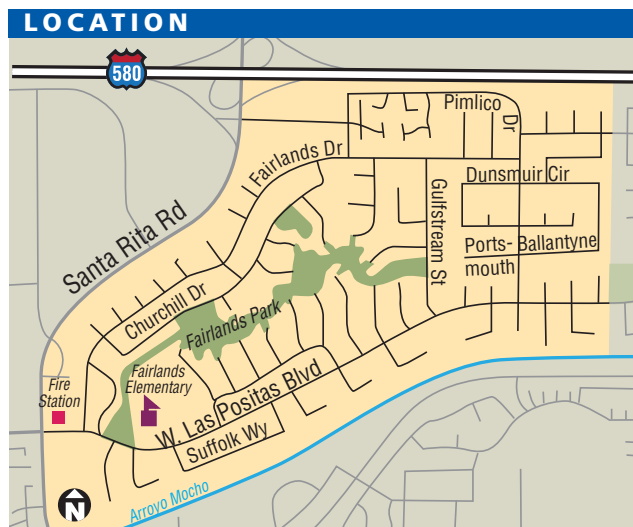 LOCATION
580
Pimlico
Dr
Fairlands Dr
Dunsmuir Cir
Gulfstream St
Santa Rita Rd
Ports-
mouth
Ballantyne
Churchill Dr
Fairlands Park
Fire
Station
Fairlands
Elementary
W. Las Positas Blvd
Suffolk Wy
Arroyo Mocho
N